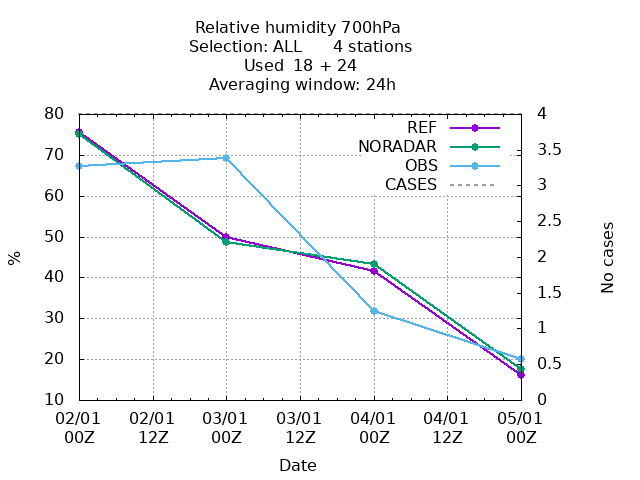 Relative humidity 700hPa
Selection: ALL      4 stations
Used  18 + 24
Averaging window: 24h
80
70
60
50
40
30
20
10
%
4
3.5
3
2.5
2
1.5
1
0.5
0
No cases
REF
NORADAR
OBS
CASES
02/01 02/01 03/01 03/01 04/01 04/01 05/01
00Z 12Z 00Z 12Z 00Z 12Z 00Z
Date